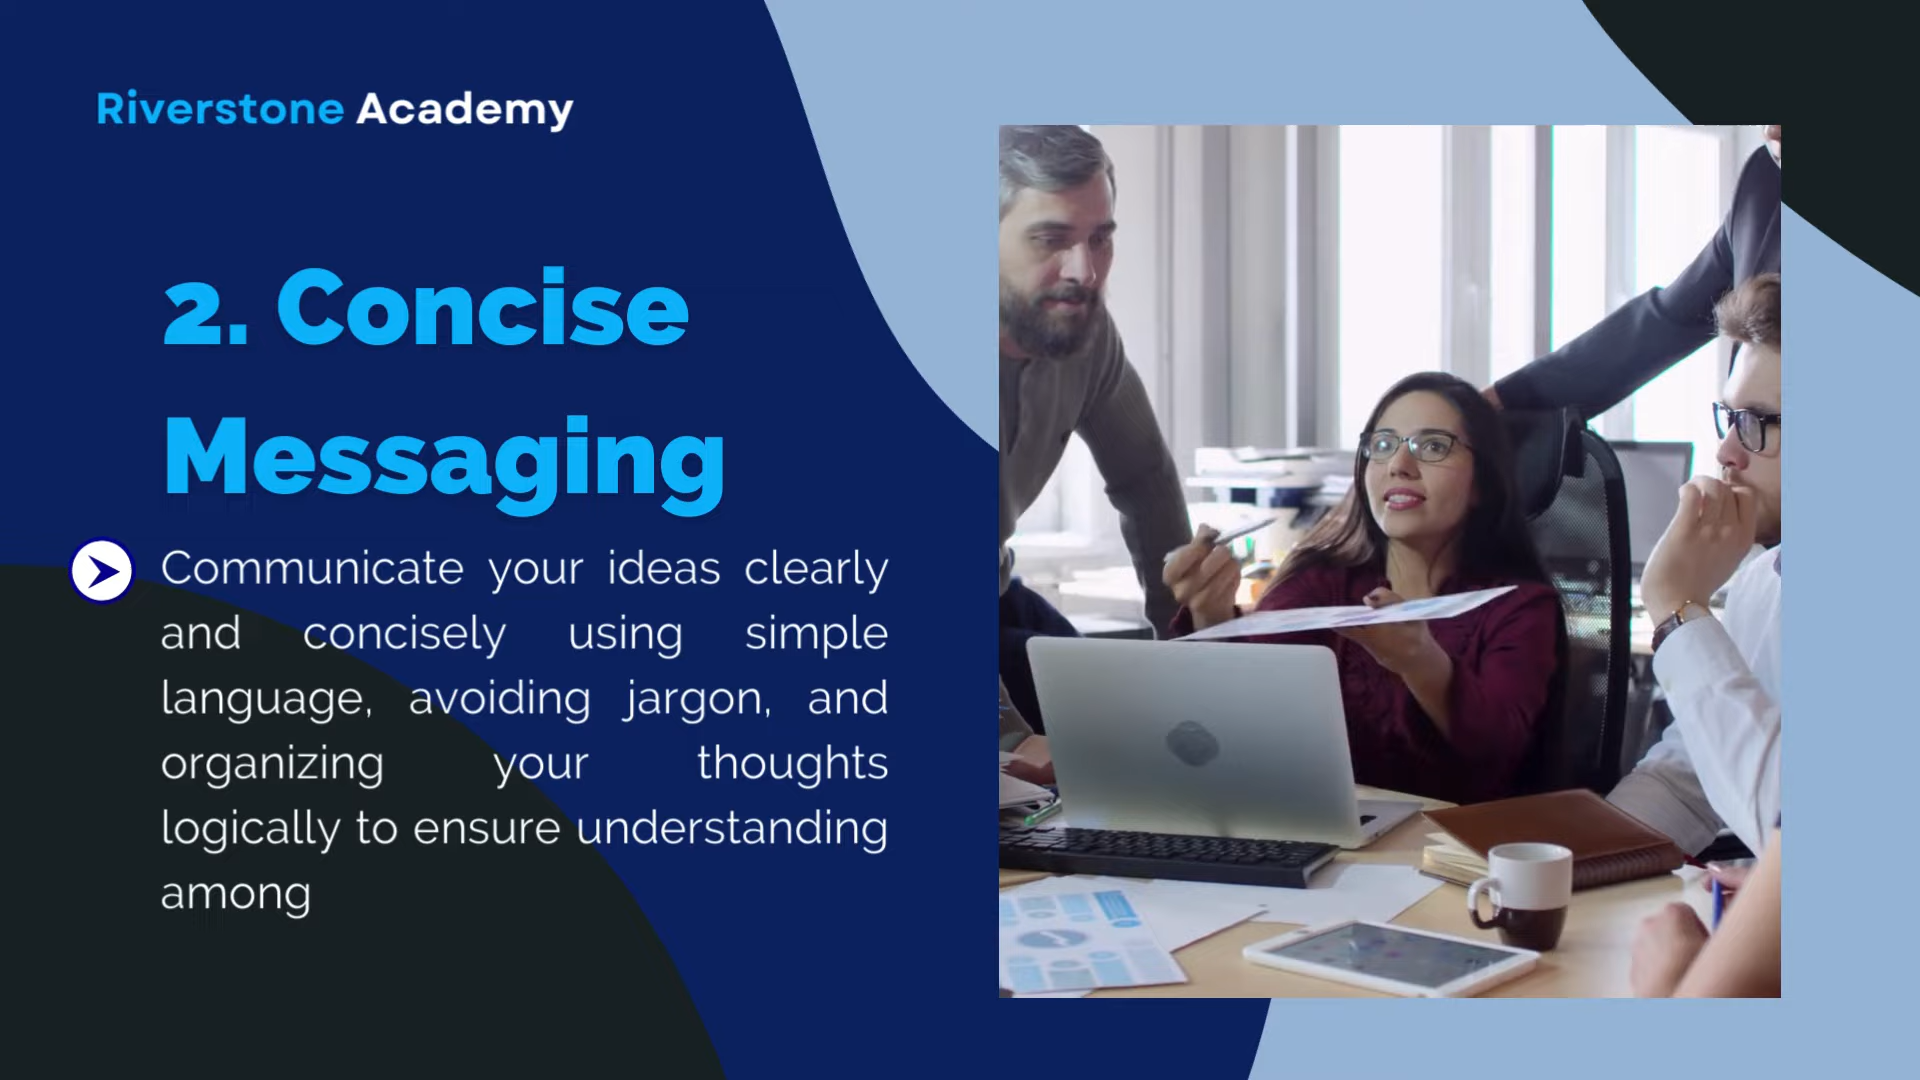 Riverstone Academy
2. Concise
Messaging
Communicate your ideas clearly
and concisely using simple
language, avoiding jargon, and
organizing your thoughts
logically to ensure understanding
among